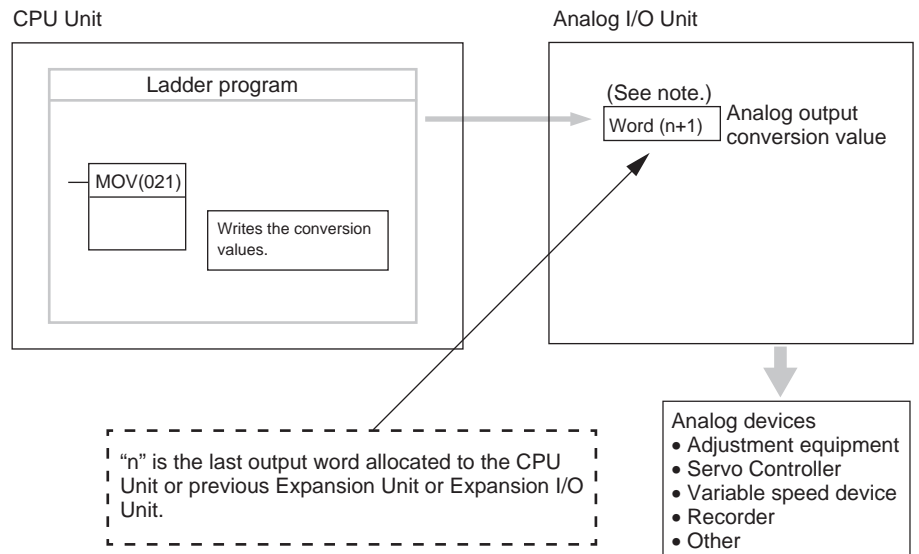 CPU Unit
Analog I/O Unit
Ladder program
(See note.)
Word (n+1)
Analog output
conversion value
MOV(021)
Writes the conversion
values.
“n” is the last output word allocated to the CPU
Unit or previous Expansion Unit or Expansion I/O
Unit.
Analog devices
• Adjustment equipment
• Servo Controller
• Variable speed device
• Recorder
• Other